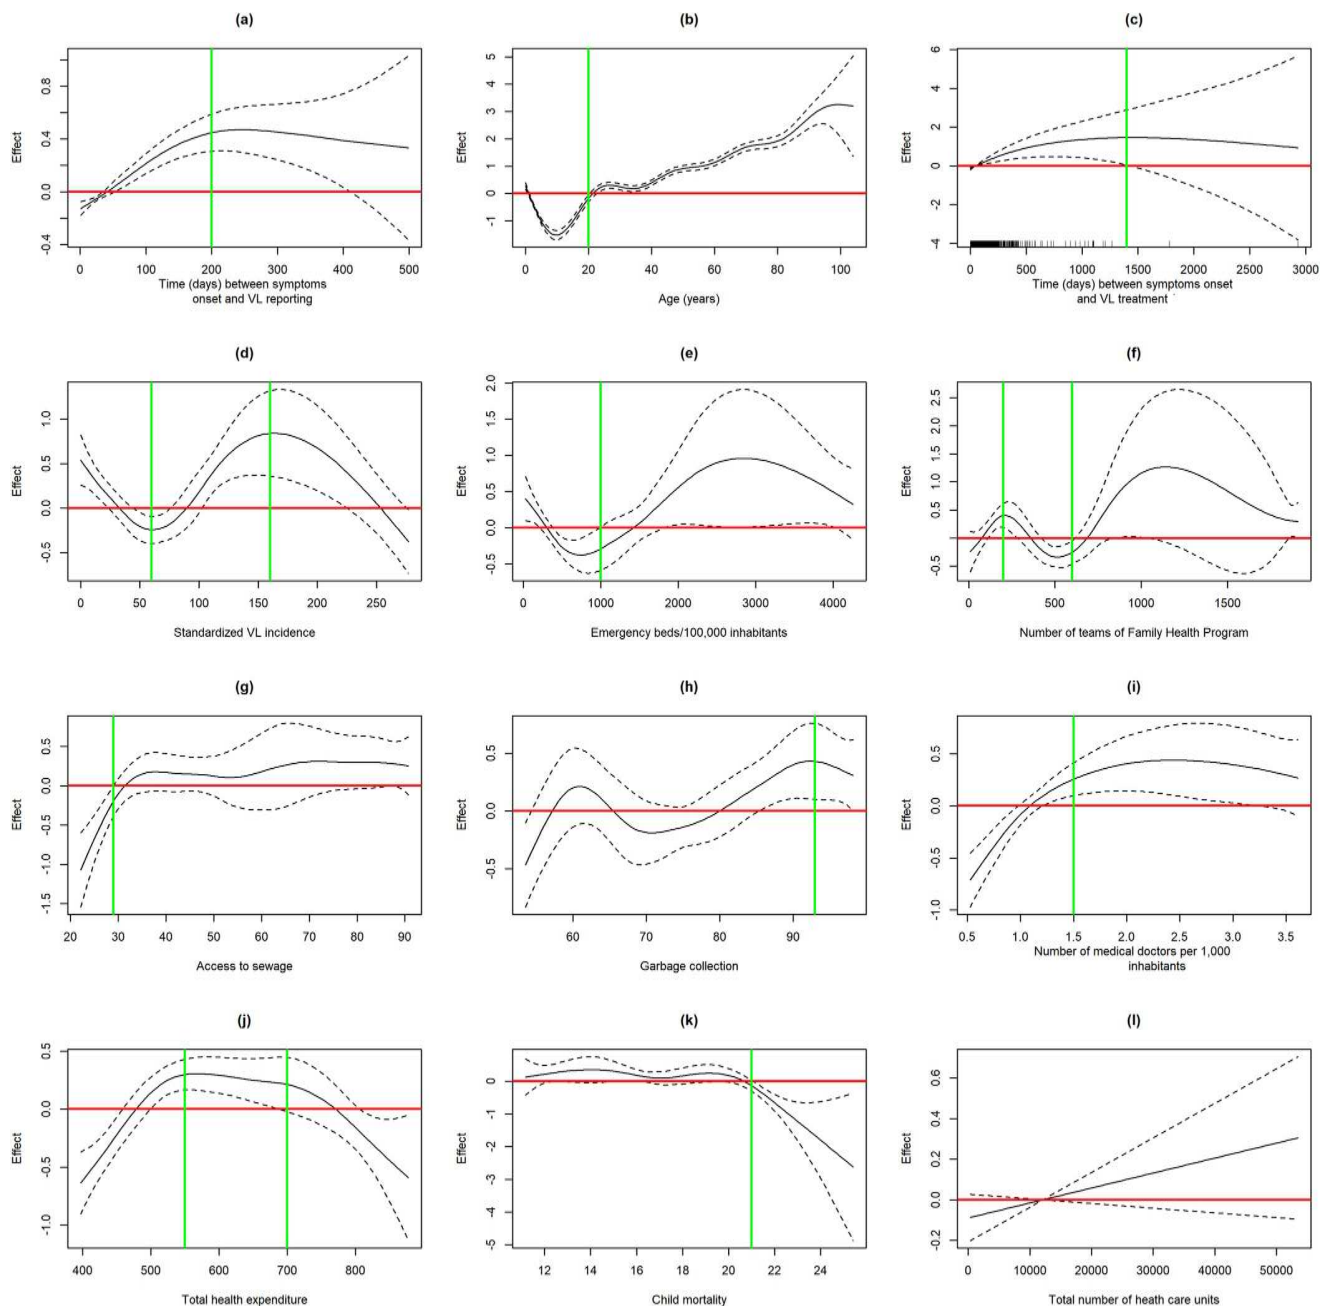 (a)
Effect
0.8
0.4
0.0
-0.4
0 100 200 300 400 500
Time (days) between symptoms
onset and VL reporting
(b)
Effect
5
4
3
2
1
0
-1
0 20 40 60 80 100
Age (years)
(c)
Effect
6
4
2
0
-2
-4
0 500 1000 1500 2000 2500 3000
Time (days) between symptoms onset
and VL treatment
(d)
Effect
1.0
0.5
0.0
-0.5
0 50 100 150 200 250
Standardized VL incidence
(e)
Effect
2.0
1.5
1.0
0.5
0.0
-0.5
0 1000 2000 3000 4000
Emergency beds/100,000 inhabitants
(f)
Effect
2.5
2.0
1.5
0.5
-0.5
0 500 1000 1500
Number of teams of Family Health Program
(g)
Effect
0.5
0.0
-0.5
-1.0
-1.5
20 30 40 50 60 70 80 90
Access to sewage
(h)
Effect
0.5
0.0
-0.5
60 70 80 90
Garbage collection
(i)
Effect
0.5
0.0
-0.5
-1.0
0.5 1.0 1.5 2.0 2.5 3.0 3.5
Number of medical doctors per 1,000
inhabitants
(j)
Effect
0.5
0.0
-0.5
-1.0
400 500 600 700 800
Total health expenditure
(k)
Effect
0
-1
-2
-3
-4
-5
12 14 16 18 20 22 24
Child mortality
(l)
Effect
0.6
0.4
0.2
0.0
-0.2
0 10000 20000 30000 40000 50000
Total number of heath care units